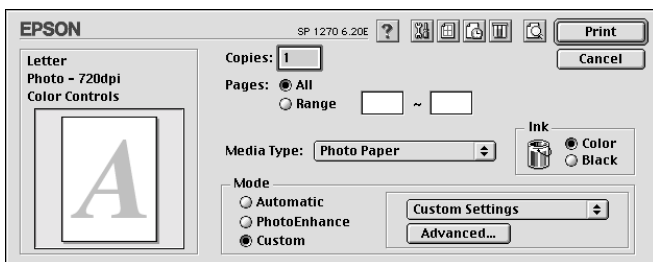 EPSON
SP 1270 6.20E
?
Print
Cancel
Letter
Photo - 720dpi
Color Controls
A
Copies: 1
Pages: All
Range ~
Media Type: Photo Paper
Ink
Color
Black
Mode
Automatic
PhotoEnhance
Custom
Custom Settings
Advanced...